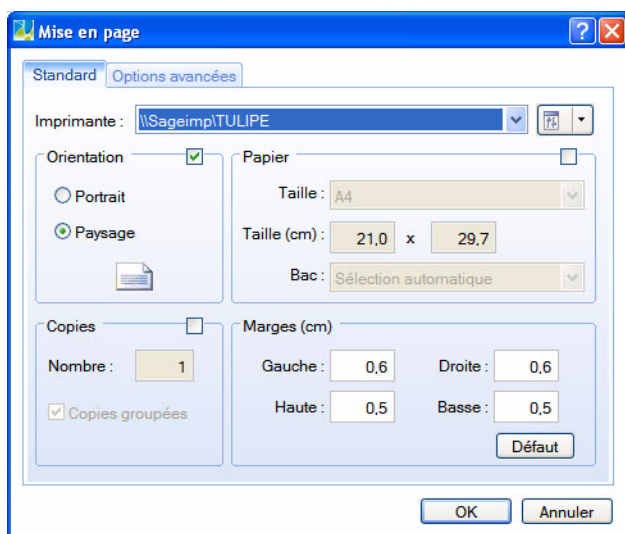 Mise en page
Standard Options avancées
Imprimante : \\Sageimp\TULIPE
Orientation
Portrait
Paysage
Papier
Taille : A4
Taille (cm) : 21,0 x 29,7
Bac : Sélection automatique
Copies
Nombre : 1
Copies groupées
Marges (cm)
Gauche : 0,6 Droite : 0,6
Haute : 0,5 Basse : 0,5
Défaut
OK Annuler